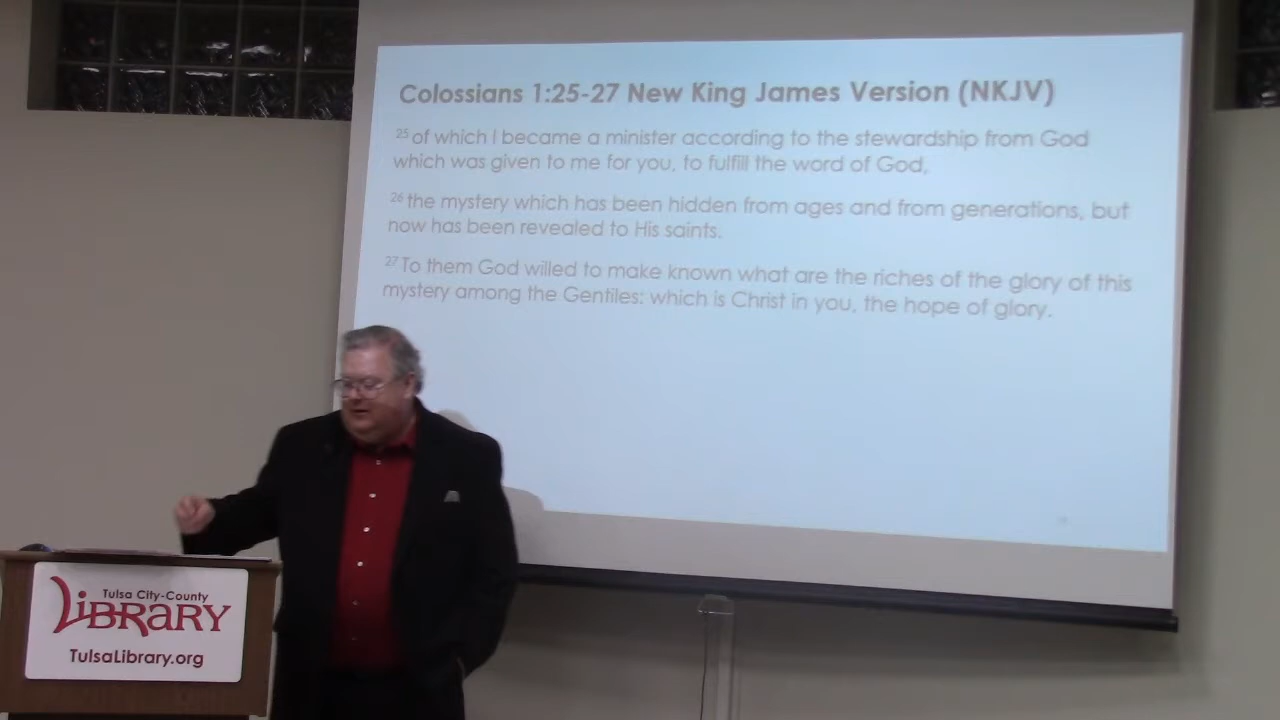 Colossians 1:25-27 New King James Version (NKJV)
25 of which I became a minister according to the stewardship from God
which was given to me for you, to fulfill the word of God,
26 the mystery which has been hidden from ages and from generations, but
now has been revealed to His saints.
27 To them God willed to make known what are the riches of the glory of this
mystery among the Gentiles: which is Christ in you, the hope of glory.
Tulsa City-County
LiBRARY
TulsaLibrary.org